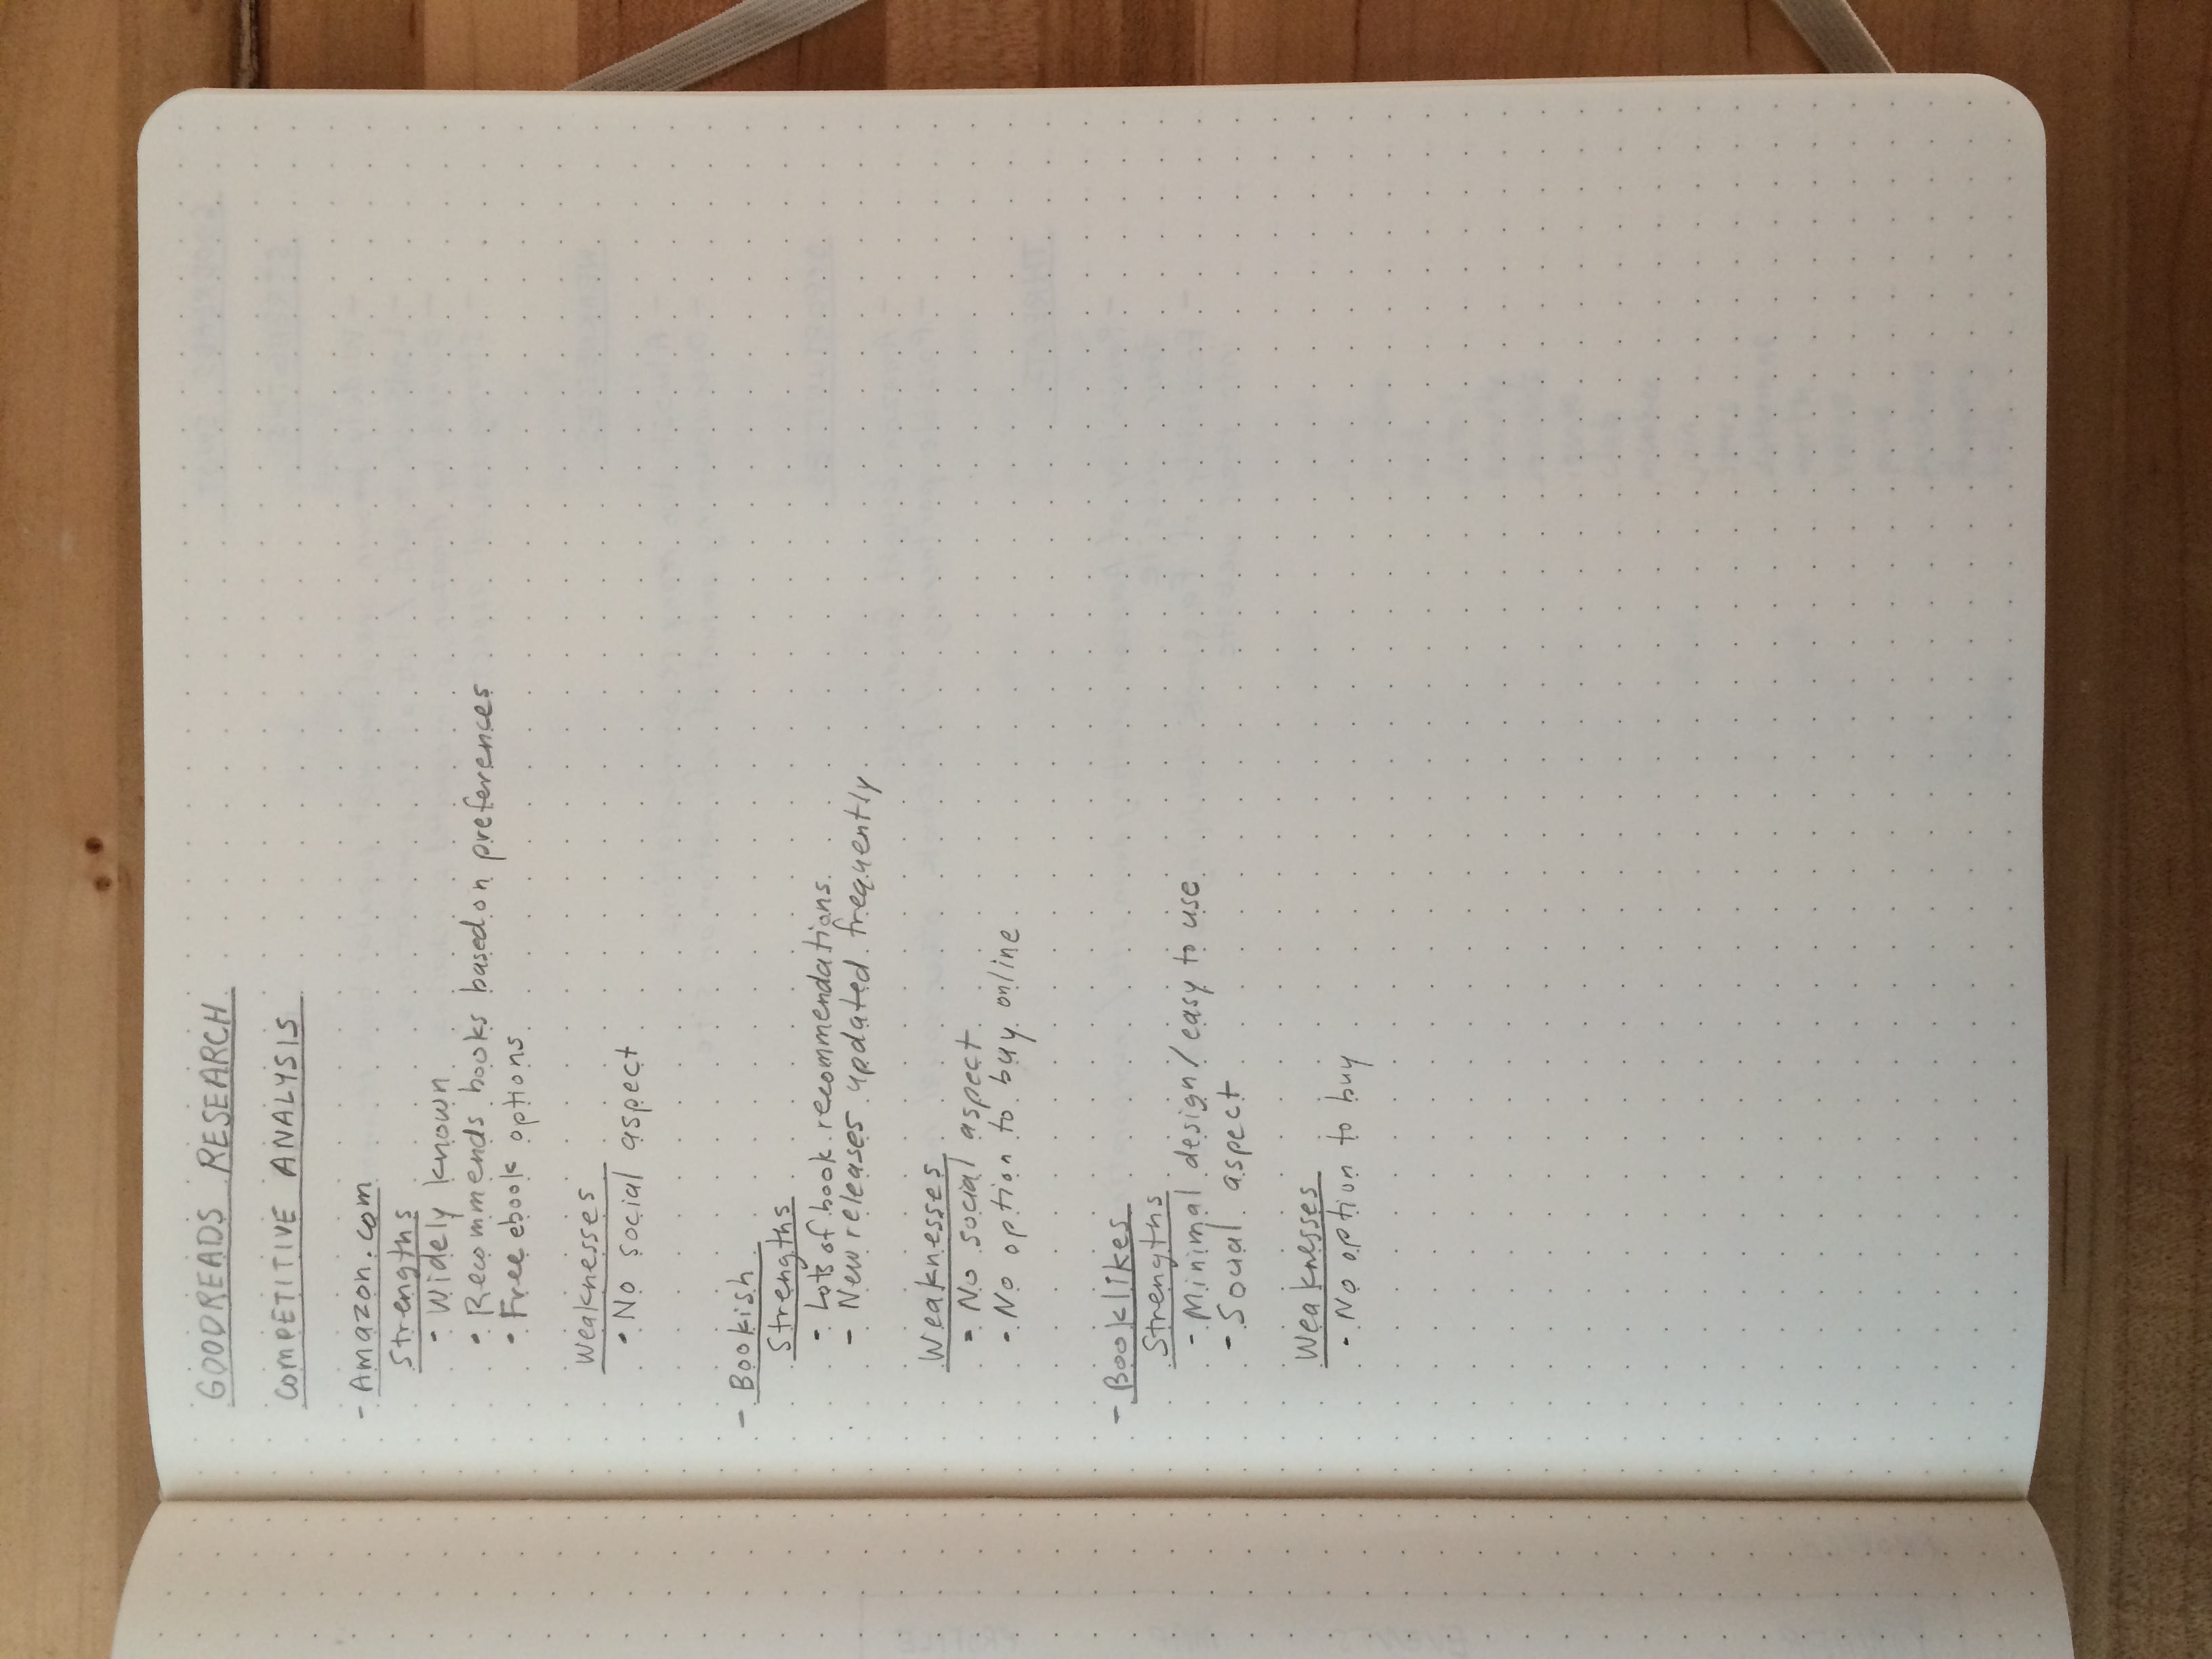 GOODREADS RESEARCH
COMPETITIVE ANALYSIS
- Amazon.com
Strengths
- Widely known
• Recommends books based on preferences
• Free ebook options
Weaknesses
• No social aspect
- Bookish
Strengths
- Lots of book recommendations
- New releases updated frequently
Weaknesses
- No social aspect
- No option to buy online
- Booklikes
Strengths
- Minimal design/easy to use
- Social aspect
Weaknesses
- No option to buy